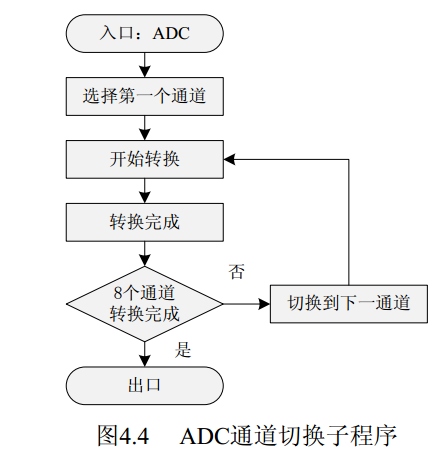 入口：ADC
选择第一个通道
开始转换
转换完成
8个通道
转换完成
否
切换到下一通道
是
出口
图4.4 ADC通道切换子程序